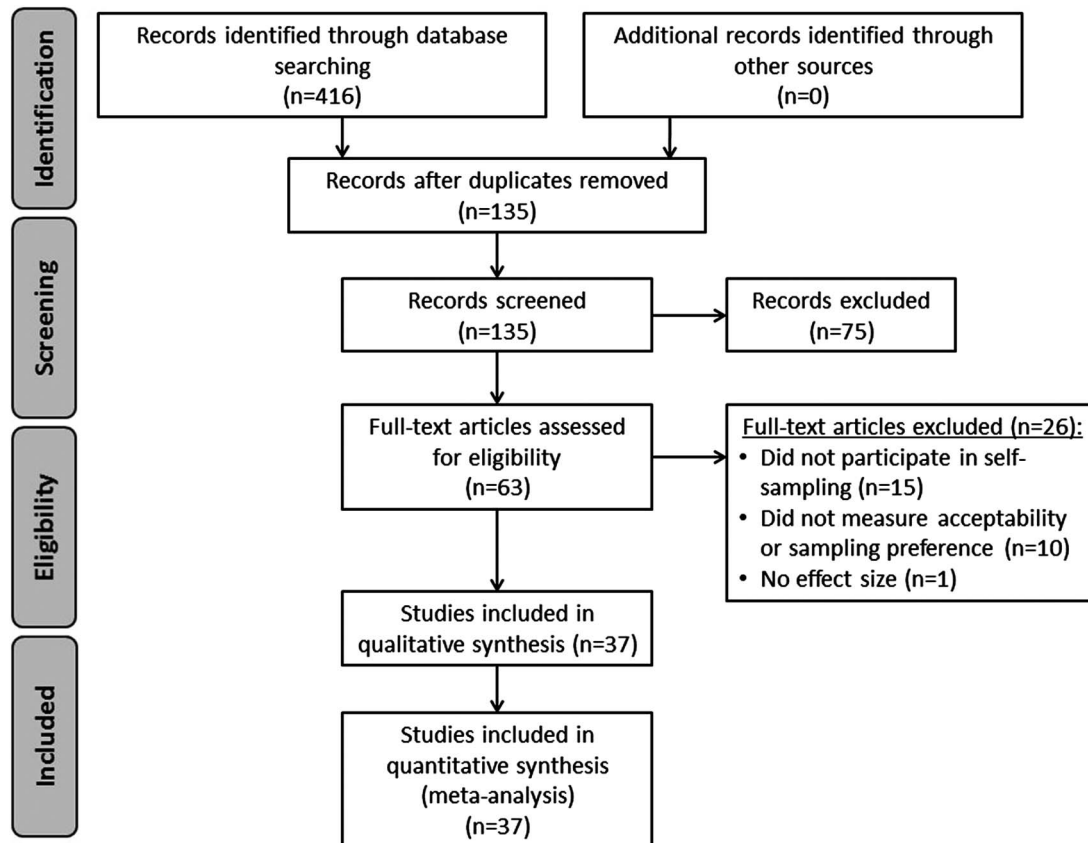 Identification
Records identified through database
searching
(n=416)
Additional records identified through
other sources
(n=0)
Records after duplicates removed
(n=135)
Screening
Records screened
(n=135)
Records excluded
(n=75)
Eligibility
Full-text articles assessed
for eligibility
(n=63)
Full-text articles excluded (n=26):
• Did not participate in self-
sampling (n=15)
• Did not measure acceptability
or sampling preference (n=10)
• No effect size (n=1)
Studies included in
qualitative synthesis (n=37)
Included
Studies included in
quantitative synthesis
(meta-analysis)
(n=37)